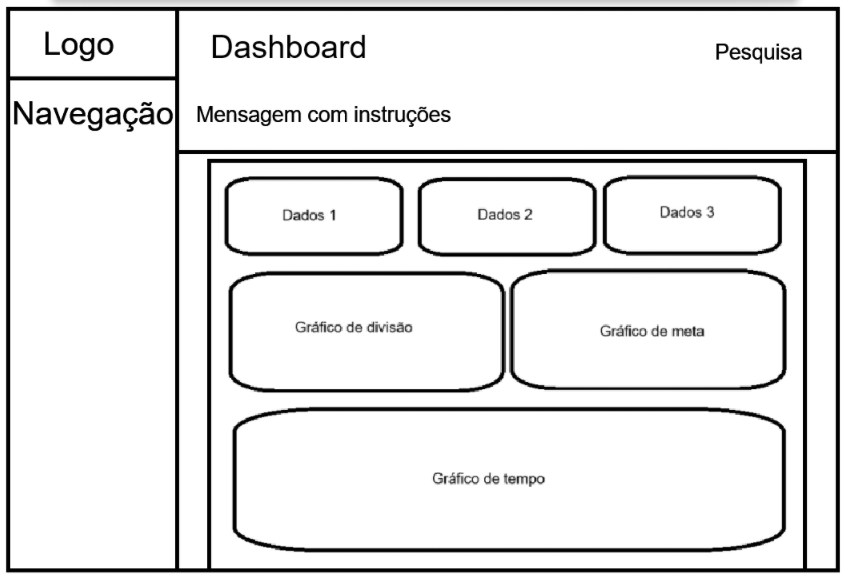 Logo
Dashboard
Pesquisa
Navegação
Mensagem com instruções
Dados 1
Dados 2
Dados 3
Gráfico de divisão
Gráfico de meta
Gráfico de tempo